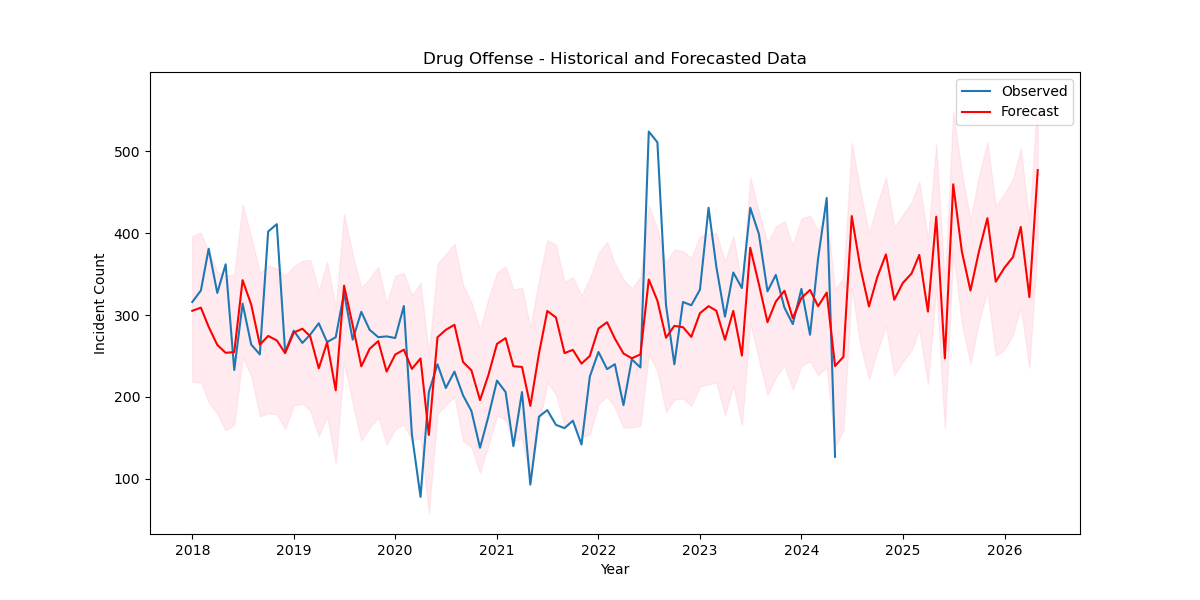 Drug Offense - Historical and Forecasted Data
Observed
Forecast
Incident Count
500
400
300
200
100
2018 2019 2020 2021 2022 2023 2024 2025 2026
Year